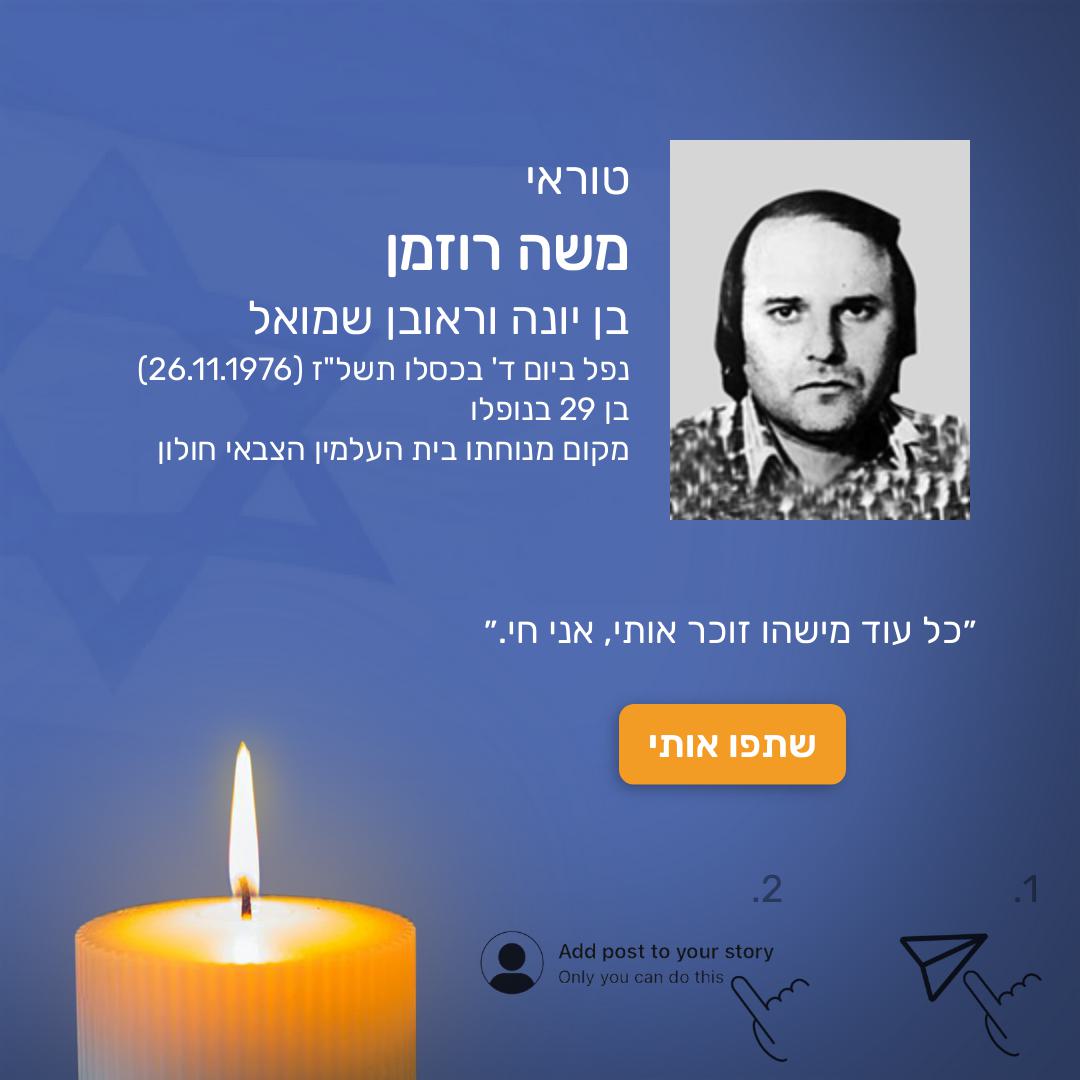 טוראי
משה רוזמן
בן יונה וראובן שמואל
נפל ביום ד' בכסלו תשל"ז (26.11.1976)
בן 29 בנופלו
מקום מנוחתו בית העלמין הצבאי חולון
״כל עוד מישהו זוכר אותי, אני חי.״
שתפו אותי
.1
.2
Add post to your story
Only you can do this